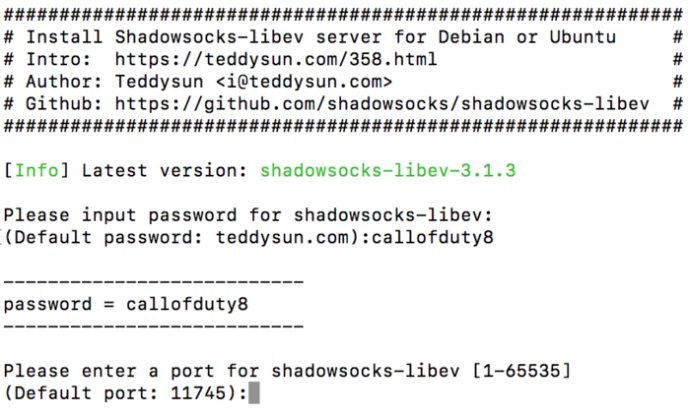 #############################################################
# Install Shadowsocks-libev server for Debian or Ubuntu     #
# Intro:  https://teddysun.com/358.html                     #
# Author: Teddysun <i@teddysun.com>                         #
# Github: https://github.com/shadowsocks/shadowsocks-libev  #
#############################################################
[Info] Latest version: shadowsocks-libev-3.1.3
Please input password for shadowsocks-libev:
(Default password: teddysun.com):callofduty8
---------------------------
password = callofduty8
---------------------------
Please enter a port for shadowsocks-libev [1-65535]
(Default port: 11745):